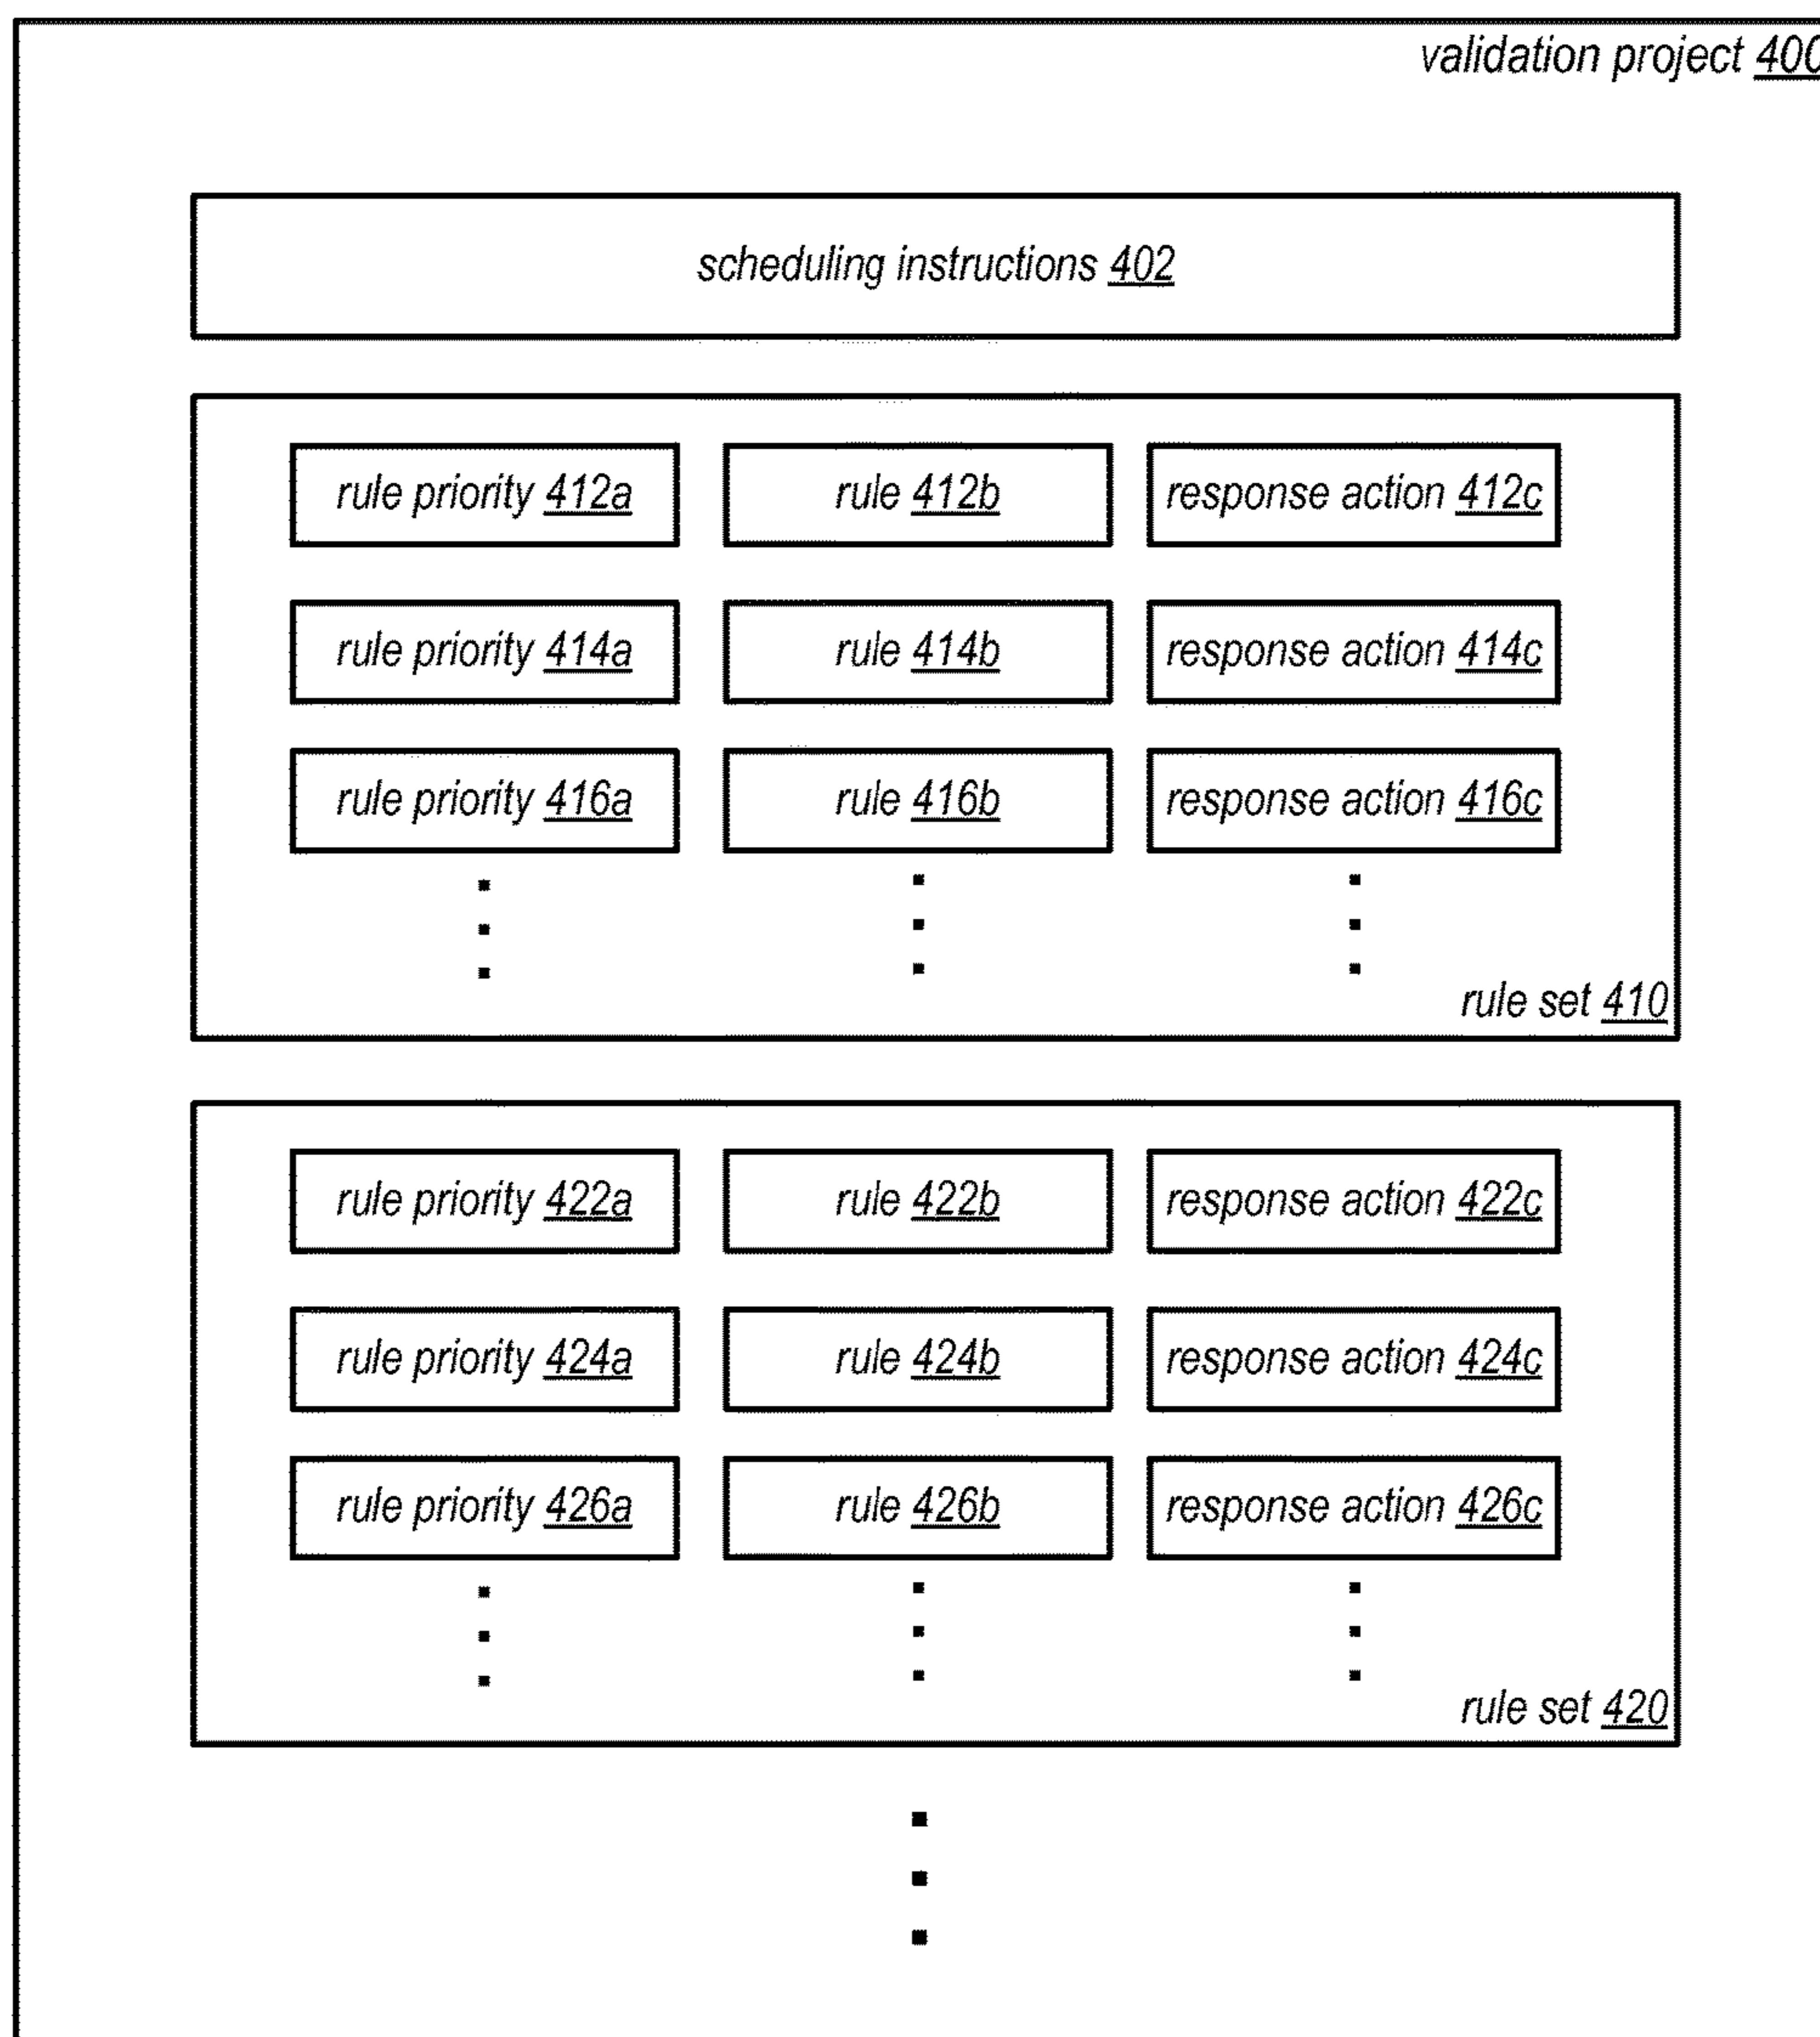 validation project 400
scheduling instructions 402
rule priority 412a rule 412b response action 412c
rule priority 414a rule 414b response action 414c
rule priority 416a rule 416b response action 416c
rule set 410
rule priority 422a rule 422b response action 422c
rule priority 424a rule 424b response action 424c
rule priority 426a rule 426b response action 426c
rule set 420